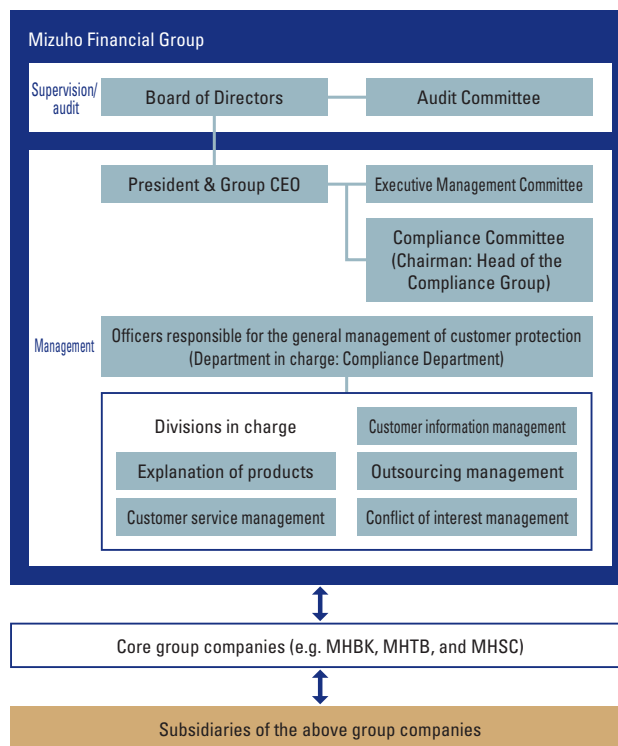 Mizuho Financial Group
Supervision/
audit
Board of Directors
Audit Committee
Management
President & Group CEO
Executive Management Committee
Compliance Committee
(Chairman: Head of the
Compliance Group)
Officers responsible for the general management of customer protection
(Department in charge: Compliance Department)
Divisions in charge
Customer information management
Explanation of products
Outsourcing management
Customer service management
Conflict of interest management
Core group companies (e.g. MHBK, MHTB, and MHSC)
Subsidiaries of the above group companies